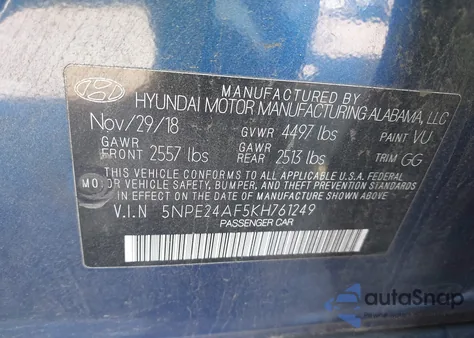 MANUFACTURED BY
HYUNDAI MOTOR MANUFACTURING ALABAMA, LLC
Nov/29/18 GVWR 4497 lbs PAINT VU
GAWR FRONT 2557 lbs GAWR REAR 2513 lbs TRIM GG
THIS VEHICLE CONFORMS TO ALL APPLICABLE U.S. FEDERAL
MOTOR VEHICLE SAFETY, BUMPER, AND THEFT PREVENTION
STANDARDS IN EFFECT ON THE DATE OF MANUFACTURE SHOWN ABOVE.
V.I.N 5NPE24AF5KH761249
PASSENGER CAR
autoSnap